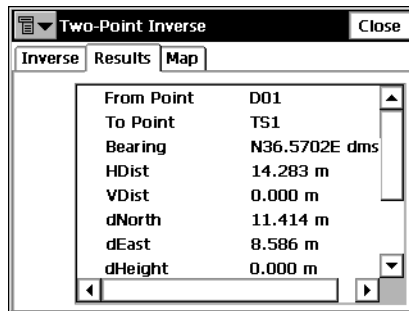 Two-Point Inverse Close
Inverse Results Map
From Point D01
To Point TS1
Bearing N36.5702E dms
HDist 14.283 m
VDist 0.000 m
dNorth 11.414 m
dEast 8.586 m
dHeight 0.000 m